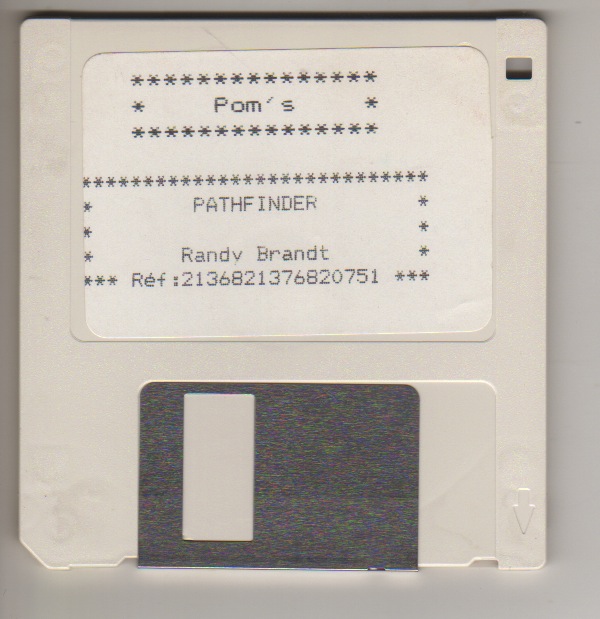 ***************
* Pom's *
***************
*****************************
* PATHFINDER *
* *
* Randy Brandt *
*** Réf:2136821376820751 ***